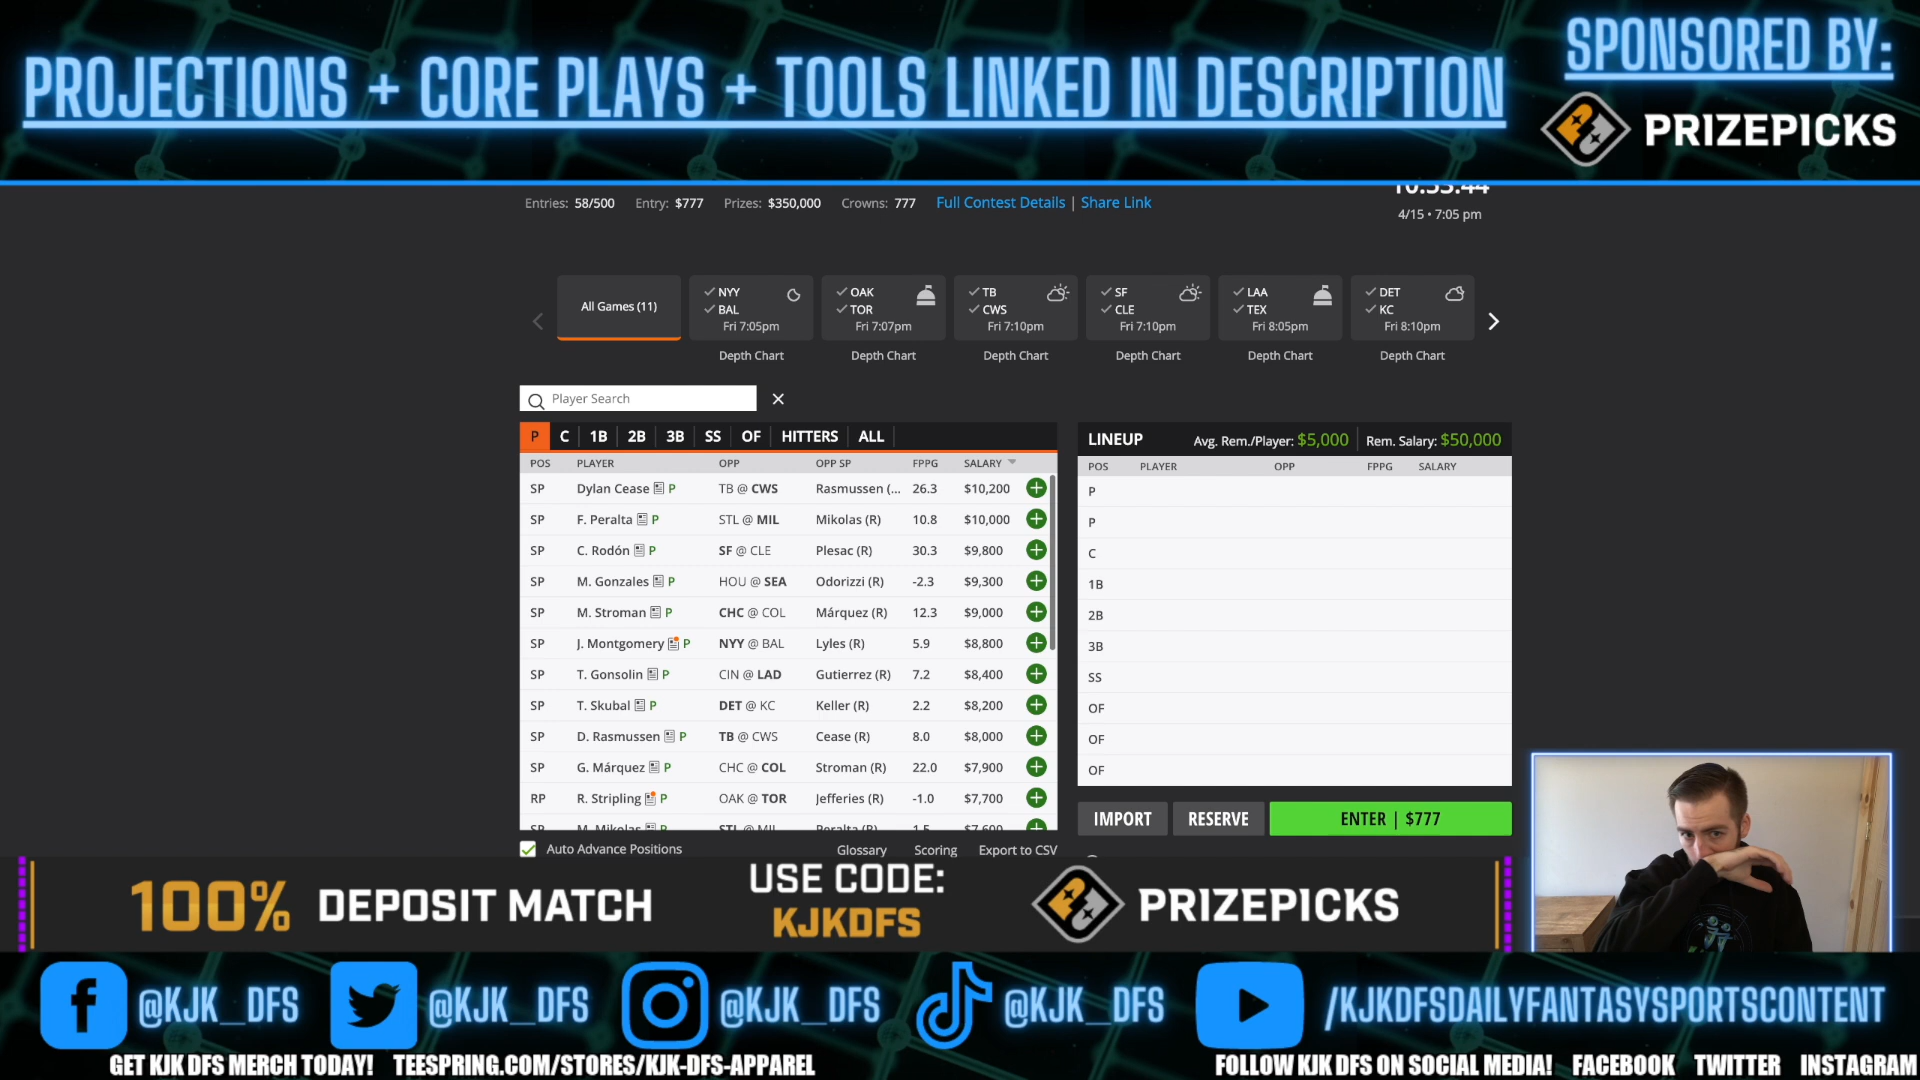 PROJECTIONS + CORE PLAYS + TOOLS LINKED IN DESCRIPTION
SPONSORED BY:
PRIZEPICKS
Entries: 58/500 Entry: $777 Prizes: $350,000 Crowns: 777 Full Contest Details | Share Link
4/15 • 7:05 pm
All Games (11)
NYY
BAL
Fri 7:05pm
Depth Chart
OAK
TOR
Fri 7:07pm
Depth Chart
TB
CWS
Fri 7:10pm
Depth Chart
SF
CLE
Fri 7:10pm
Depth Chart
LAA
TEX
Fri 8:05pm
Depth Chart
DET
KC
Fri 8:10pm
Depth Chart
Player Search
P C 1B 2B 3B SS OF HITTERS ALL
POS PLAYER OPP OPP SP FPPG SALARY
SP Dylan Cease P TB @ CWS Rasmussen (... 26.3 $10,200
SP F. Peralta P STL @ MIL Mikolas (R) 10.8 $10,000
SP C. Rodón P SF @ CLE Plesac (R) 30.3 $9,800
SP M. Gonzales P HOU @ SEA Odorizzi (R) -2.3 $9,300
SP M. Stroman P CHC @ COL Márquez (R) 12.3 $9,000
SP J. Montgomery P NYY @ BAL Lyles (R) 5.9 $8,800
SP T. Gonsolin P CIN @ LAD Gutierrez (R) 7.2 $8,400
SP T. Skubal P DET @ KC Keller (R) 2.2 $8,200
SP D. Rasmussen P TB @ CWS Cease (R) 8.0 $8,000
SP G. Márquez P CHC @ COL Stroman (R) 22.0 $7,900
RP R. Stripling P OAK @ TOR Jefferies (R) -1.0 $7,700
SP M. Mikolas P STL @ MIL Peralta (R) 1.5 $7,600
Auto Advance Positions Glossary Scoring Export to CSV
LINEUP Avg. Rem./Player: $5,000 Rem. Salary: $50,000
POS PLAYER OPP FPPG SALARY
P
P
C
1B
2B
3B
SS
OF
OF
OF
IMPORT RESERVE ENTER | $777
100% DEPOSIT MATCH
USE CODE:
KJKDFS
PRIZEPICKS
@KJK_DFS @KJK_DFS @KJK_DFS @KJK_DFS /KJKDFSDAILYFANTASYSPORTSCONTENT
GET KJK DFS MERCH TODAY! TEESPRING.COM/STORES/KJK-DFS-APPAREL FOLLOW KJK DFS ON SOCIAL MEDIA! FACEBOOK TWITTER INSTAGRAM